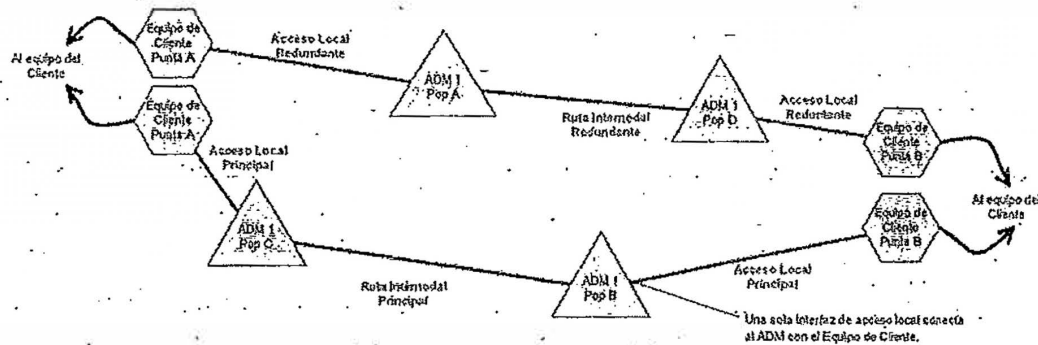 Equipo de
Cliente
Punta A
Al equipo del
Cliente
Acceso Local
Redundante
ADM 1
Pop A
ADM 1
Pop D
Acceso Local
Redundante
Ruta Internodal
Redundante
Equipo de
Cliente
Punta A
Equipo de
Cliente
Punta B
Acceso Local
Principal
Al equipo del
Cliente
Equipo de
Cliente
Punta B
ADM 1
Pop C
ADM 1
Pop B
Acceso Local
Principal
Ruta Internodal
Principal
Una sola Interfaz de acceso local conecta
al ADM con el Equipo de Cliente.